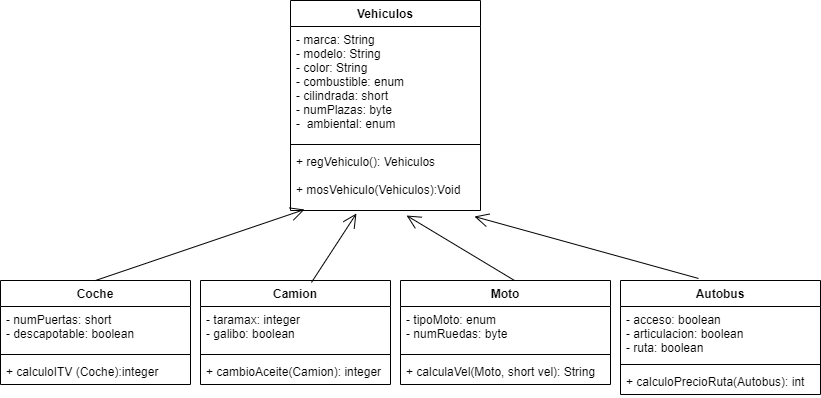 Vehiculos
- marca: String
- modelo: String
- color: String
- combustible: enum
- cilindrada: short
- numPlazas: byte
- ambiental: enum
+ regVehiculo(): Vehiculos
+ mosVehiculo(Vehiculos):Void
Coche
- numPuertas: short
- descapotable: boolean
+ calculoITV (Coche):integer
Camion
- taramax: integer
- galibo: boolean
+ cambioAceite(Camion): integer
Moto
- tipoMoto: enum
- numRuedas: byte
+ calculaVel(Moto, short vel): String
Autobus
- acceso: boolean
- articulacion: boolean
- ruta: boolean
+ calculoPrecioRuta(Autobus): int